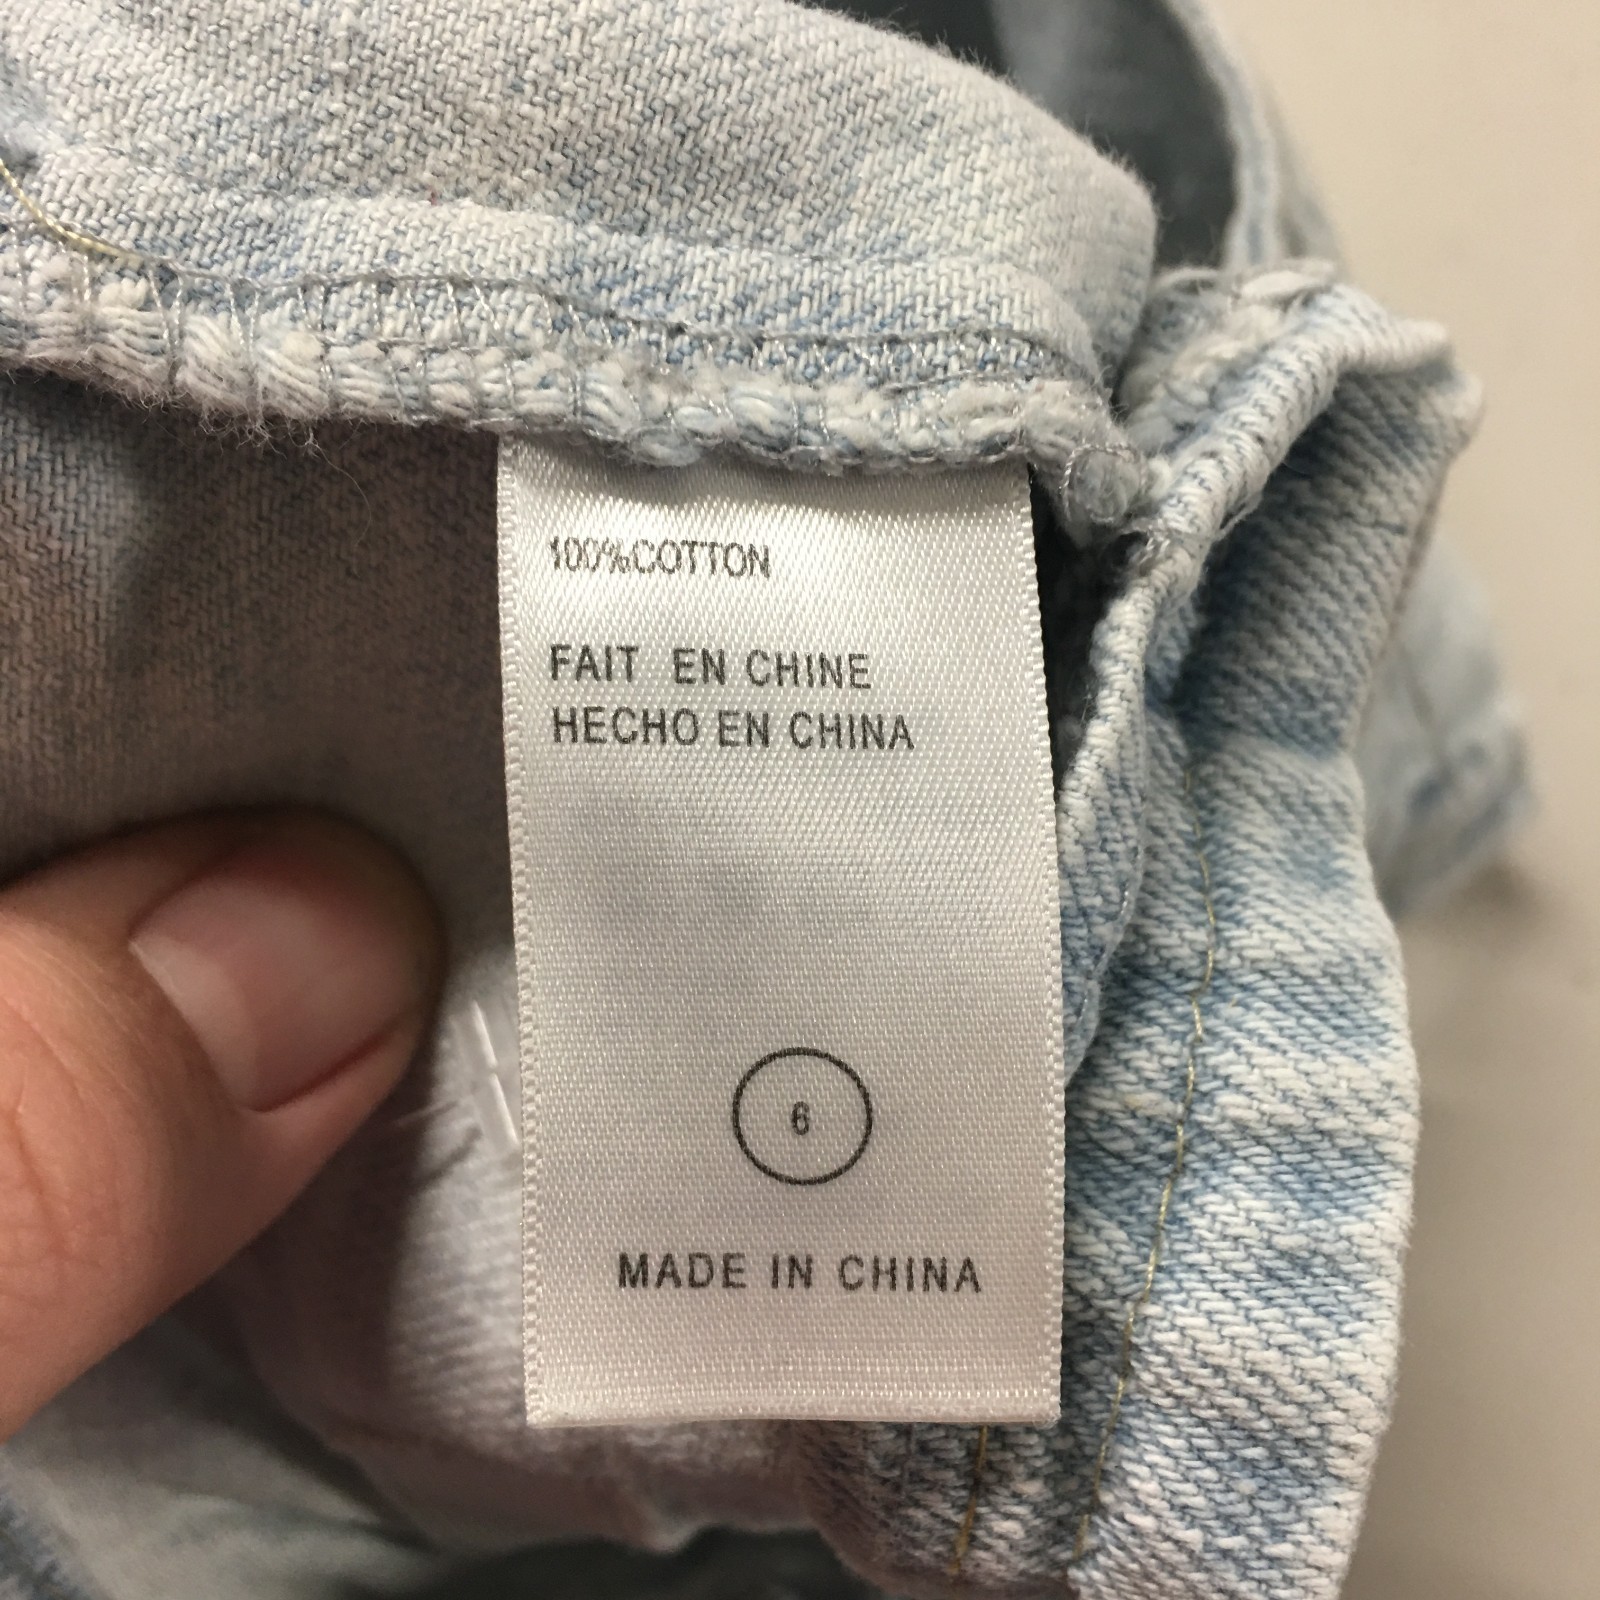 100%COTTON
FAIT EN CHINE
HECHO EN CHINA
6
MADE IN CHINA